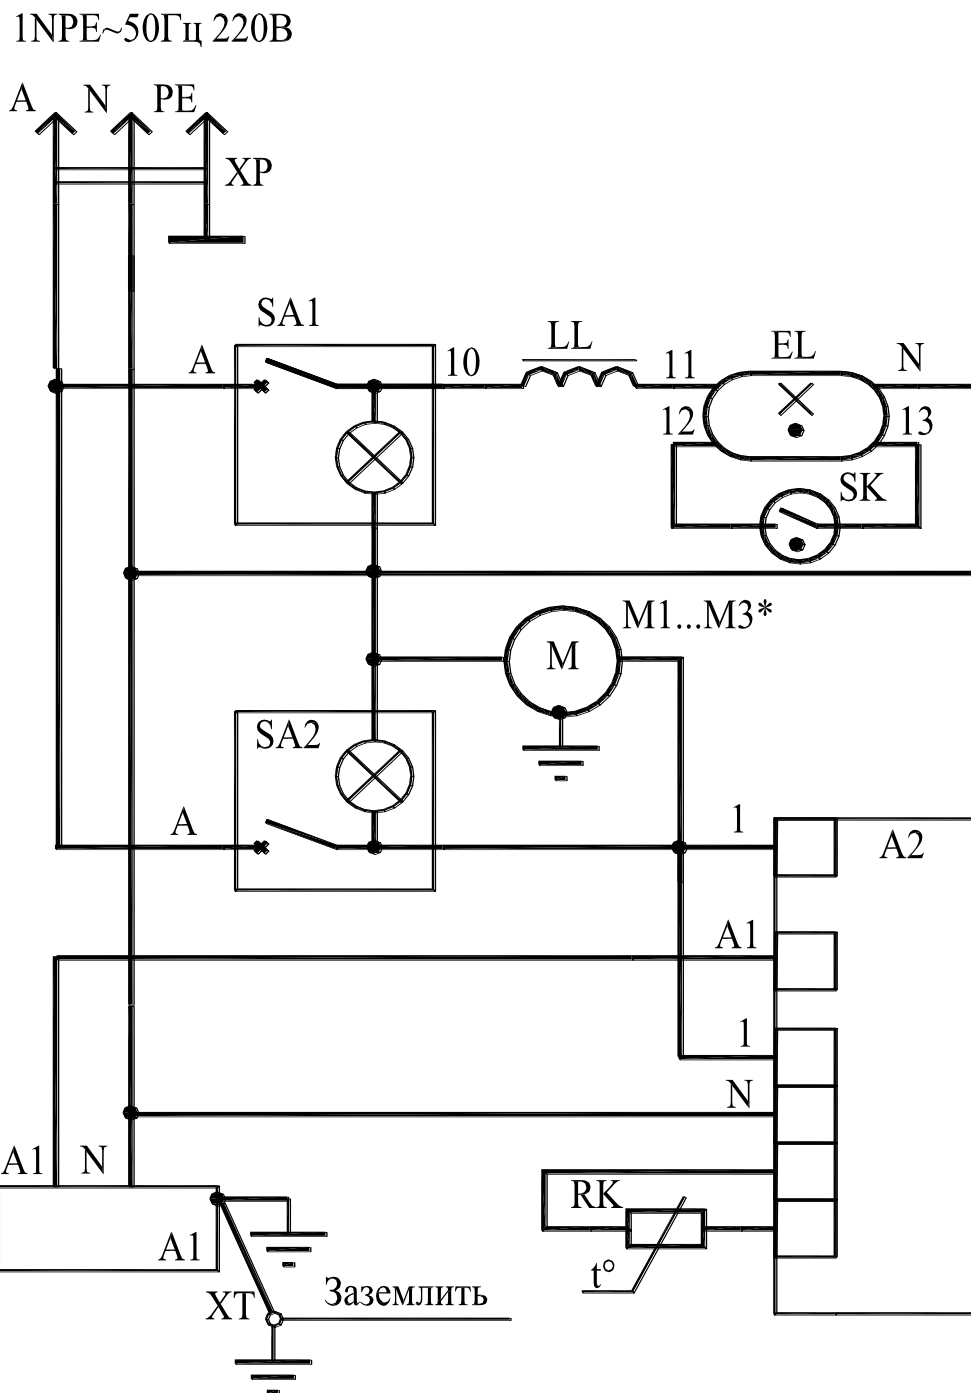 1NPE~50Гц 220В
A N PE
XP
SA1
A 10 LL 11 EL N
12 13
SK
M1...M3*
M
SA2
A 1
A2
A1
1
N
A1 N
RK
A1
t°
XT Заземлить